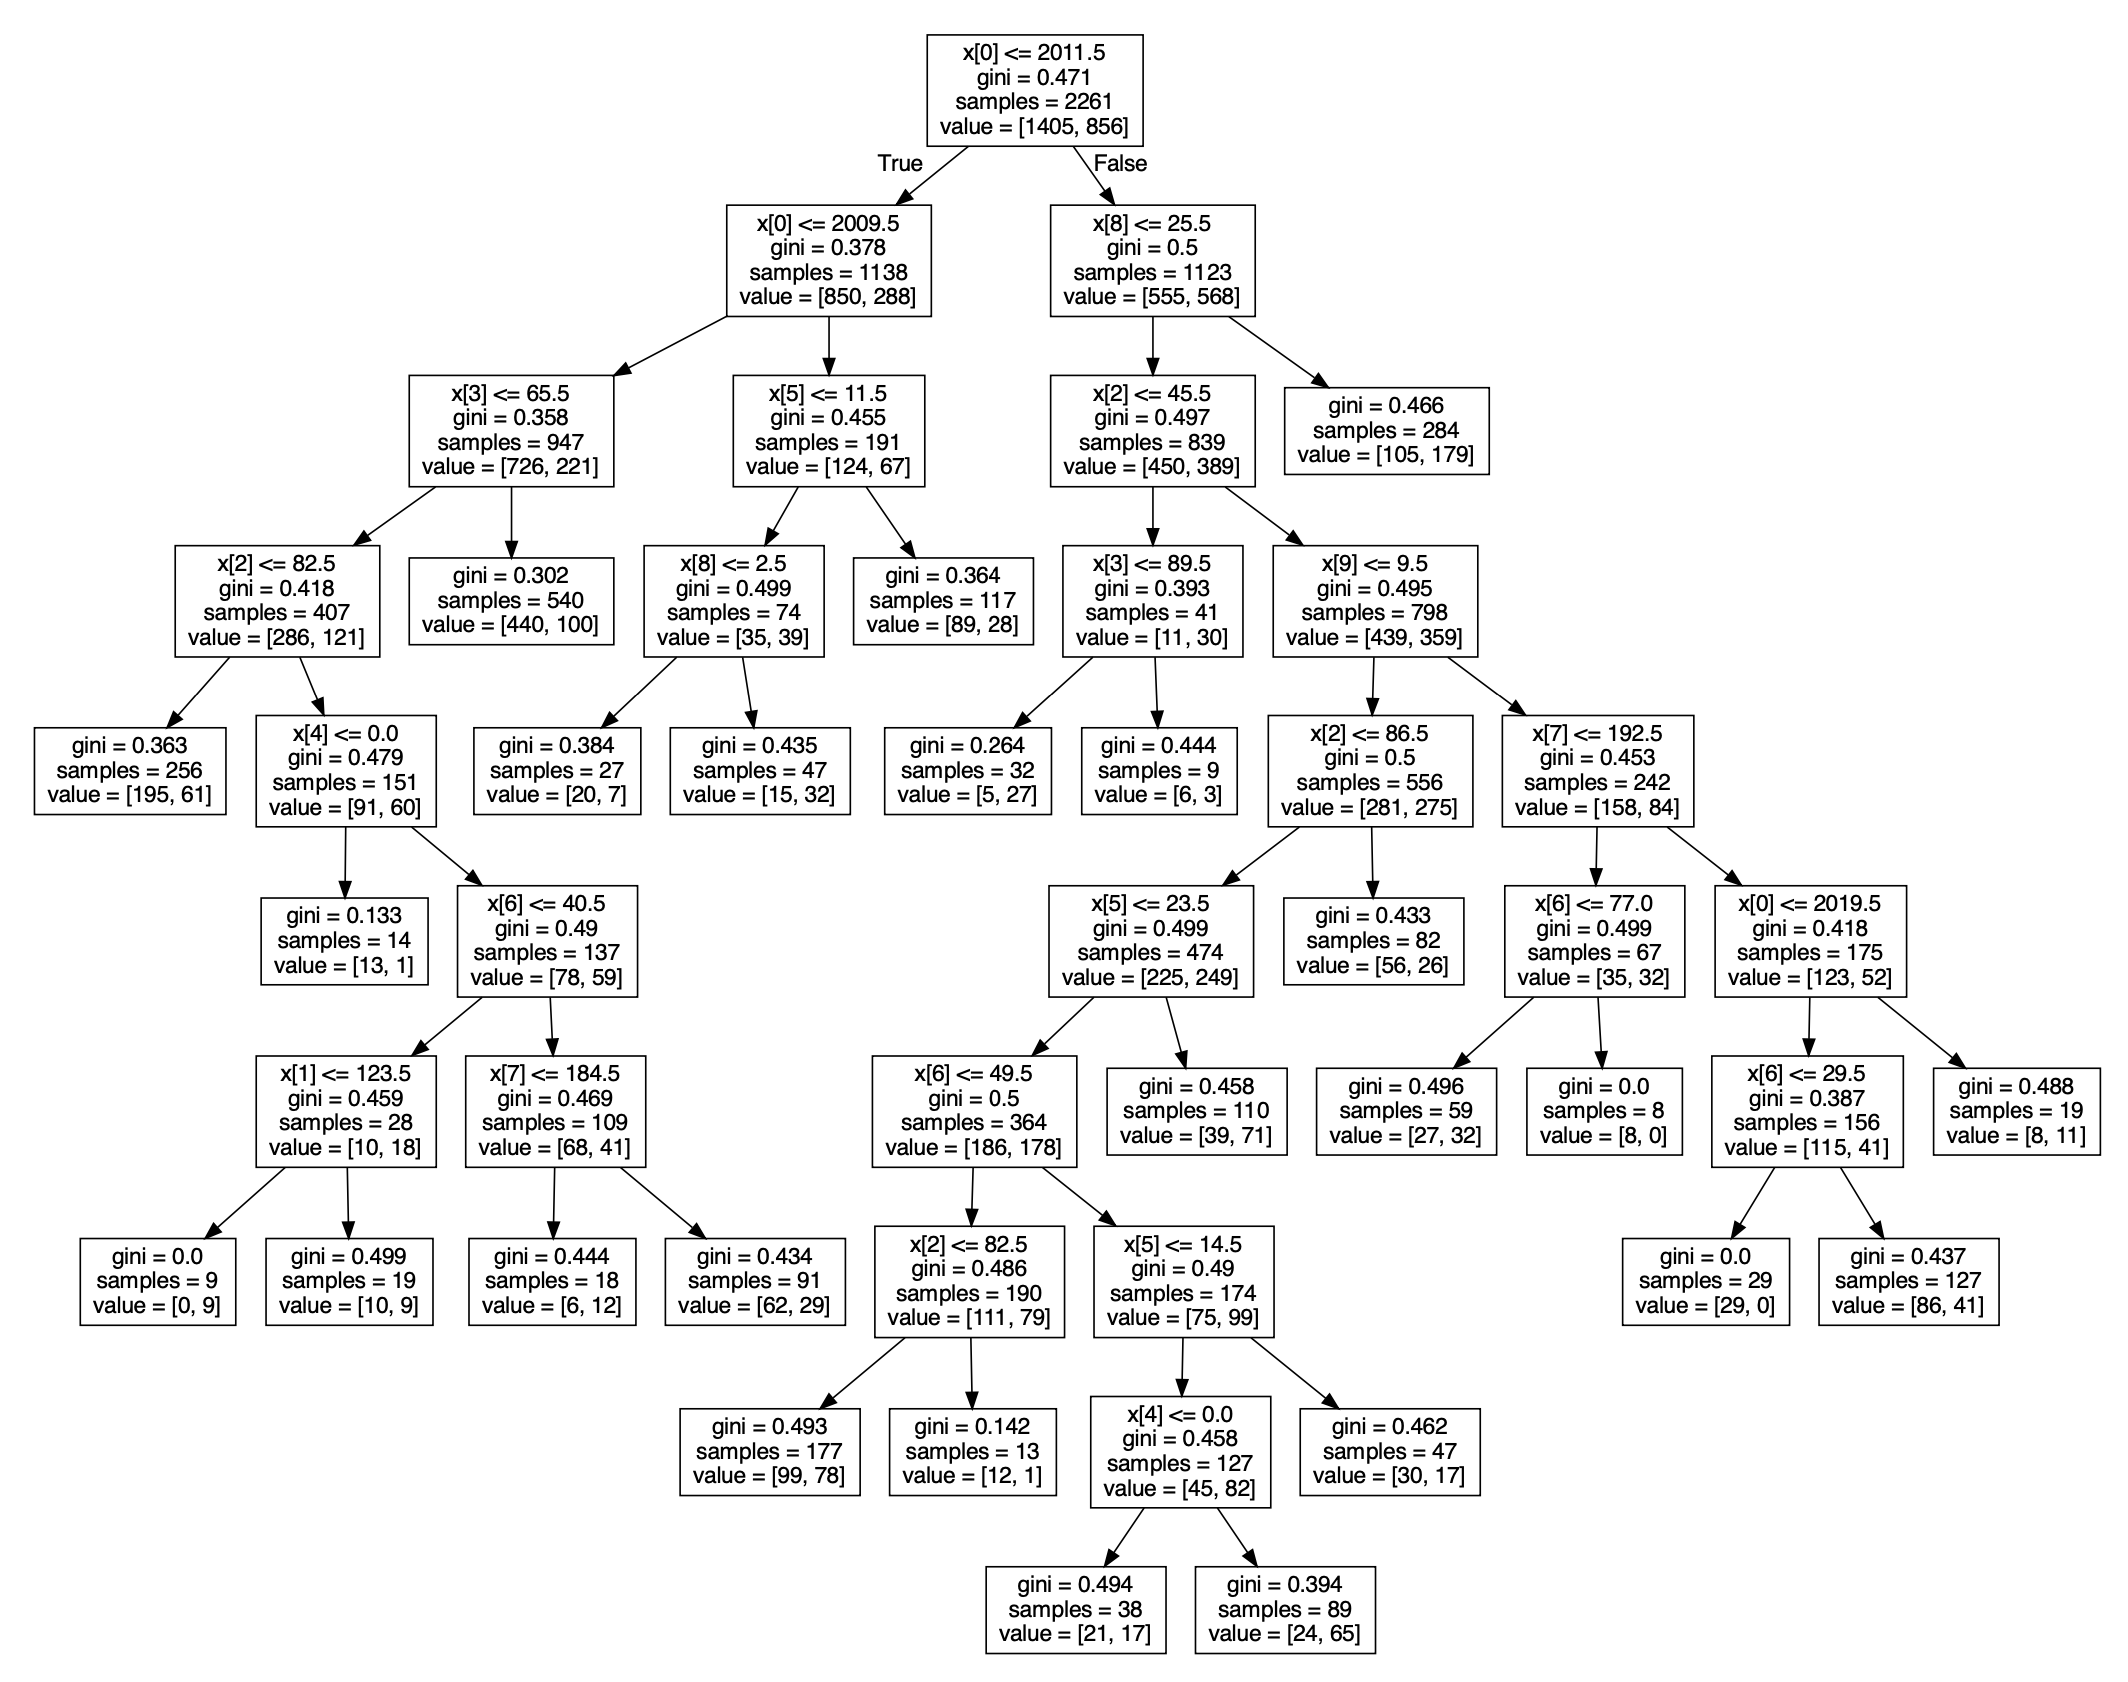 x[0] <= 2011.5
gini = 0.471
samples = 2261
value = [1405, 856]
True
False
x[0] <= 2009.5
gini = 0.378
samples = 1138
value = [850, 288]
x[8] <= 25.5
gini = 0.5
samples = 1123
value = [555, 568]
x[3] <= 65.5
gini = 0.358
samples = 947
value = [726, 221]
x[5] <= 11.5
gini = 0.455
samples = 191
value = [124, 67]
x[2] <= 45.5
gini = 0.497
samples = 839
value = [450, 389]
gini = 0.466
samples = 284
value = [105, 179]
x[2] <= 82.5
gini = 0.418
samples = 407
value = [286, 121]
gini = 0.302
samples = 540
value = [440, 100]
x[8] <= 2.5
gini = 0.499
samples = 74
value = [35, 39]
gini = 0.364
samples = 117
value = [89, 28]
x[3] <= 89.5
gini = 0.393
samples = 41
value = [11, 30]
x[9] <= 9.5
gini = 0.495
samples = 798
value = [439, 359]
gini = 0.363
samples = 256
value = [195, 61]
x[4] <= 0.0
gini = 0.479
samples = 151
value = [91, 60]
gini = 0.384
samples = 27
value = [20, 7]
gini = 0.435
samples = 47
value = [15, 32]
gini = 0.264
samples = 32
value = [5, 27]
gini = 0.444
samples = 9
value = [6, 3]
x[2] <= 86.5
gini = 0.5
samples = 556
value = [281, 275]
x[7] <= 192.5
gini = 0.453
samples = 242
value = [158, 84]
gini = 0.133
samples = 14
value = [13, 1]
x[6] <= 40.5
gini = 0.49
samples = 137
value = [78, 59]
x[5] <= 23.5
gini = 0.499
samples = 474
value = [225, 249]
gini = 0.433
samples = 82
value = [56, 26]
x[6] <= 77.0
gini = 0.499
samples = 67
value = [35, 32]
x[0] <= 2019.5
gini = 0.418
samples = 175
value = [123, 52]
x[1] <= 123.5
gini = 0.459
samples = 28
value = [10, 18]
x[7] <= 184.5
gini = 0.469
samples = 109
value = [68, 41]
x[6] <= 49.5
gini = 0.5
samples = 364
value = [186, 178]
gini = 0.458
samples = 110
value = [39, 71]
gini = 0.496
samples = 59
value = [27, 32]
gini = 0.0
samples = 8
value = [8, 0]
x[6] <= 29.5
gini = 0.387
samples = 156
value = [115, 41]
gini = 0.488
samples = 19
value = [8, 11]
gini = 0.0
samples = 9
value = [0, 9]
gini = 0.499
samples = 19
value = [10, 9]
gini = 0.444
samples = 18
value = [6, 12]
gini = 0.434
samples = 91
value = [62, 29]
x[2] <= 82.5
gini = 0.486
samples = 190
value = [111, 79]
x[5] <= 14.5
gini = 0.49
samples = 174
value = [75, 99]
gini = 0.0
samples = 29
value = [29, 0]
gini = 0.437
samples = 127
value = [86, 41]
gini = 0.493
samples = 177
value = [99, 78]
gini = 0.142
samples = 13
value = [12, 1]
x[4] <= 0.0
gini = 0.458
samples = 127
value = [45, 82]
gini = 0.462
samples = 47
value = [30, 17]
gini = 0.494
samples = 38
value = [21, 17]
gini = 0.394
samples = 89
value = [24, 65]